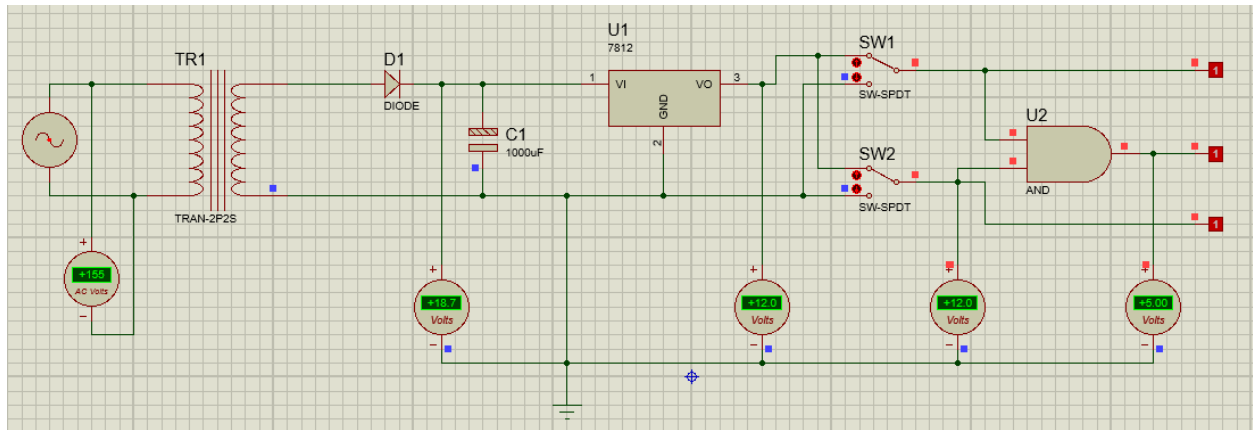 TR1
TRAN-2P2S
+
+155
AC Volts
−
D1
DIODE
C1
1000uF
U1
7812
1
VI
VO
3
GND
2
SW1
SW-SPDT
SW2
SW-SPDT
U2
AND
1
1
1
+
+18.7
Volts
−
+
+12.0
Volts
−
+
+12.0
Volts
−
+
+5.00
Volts
−